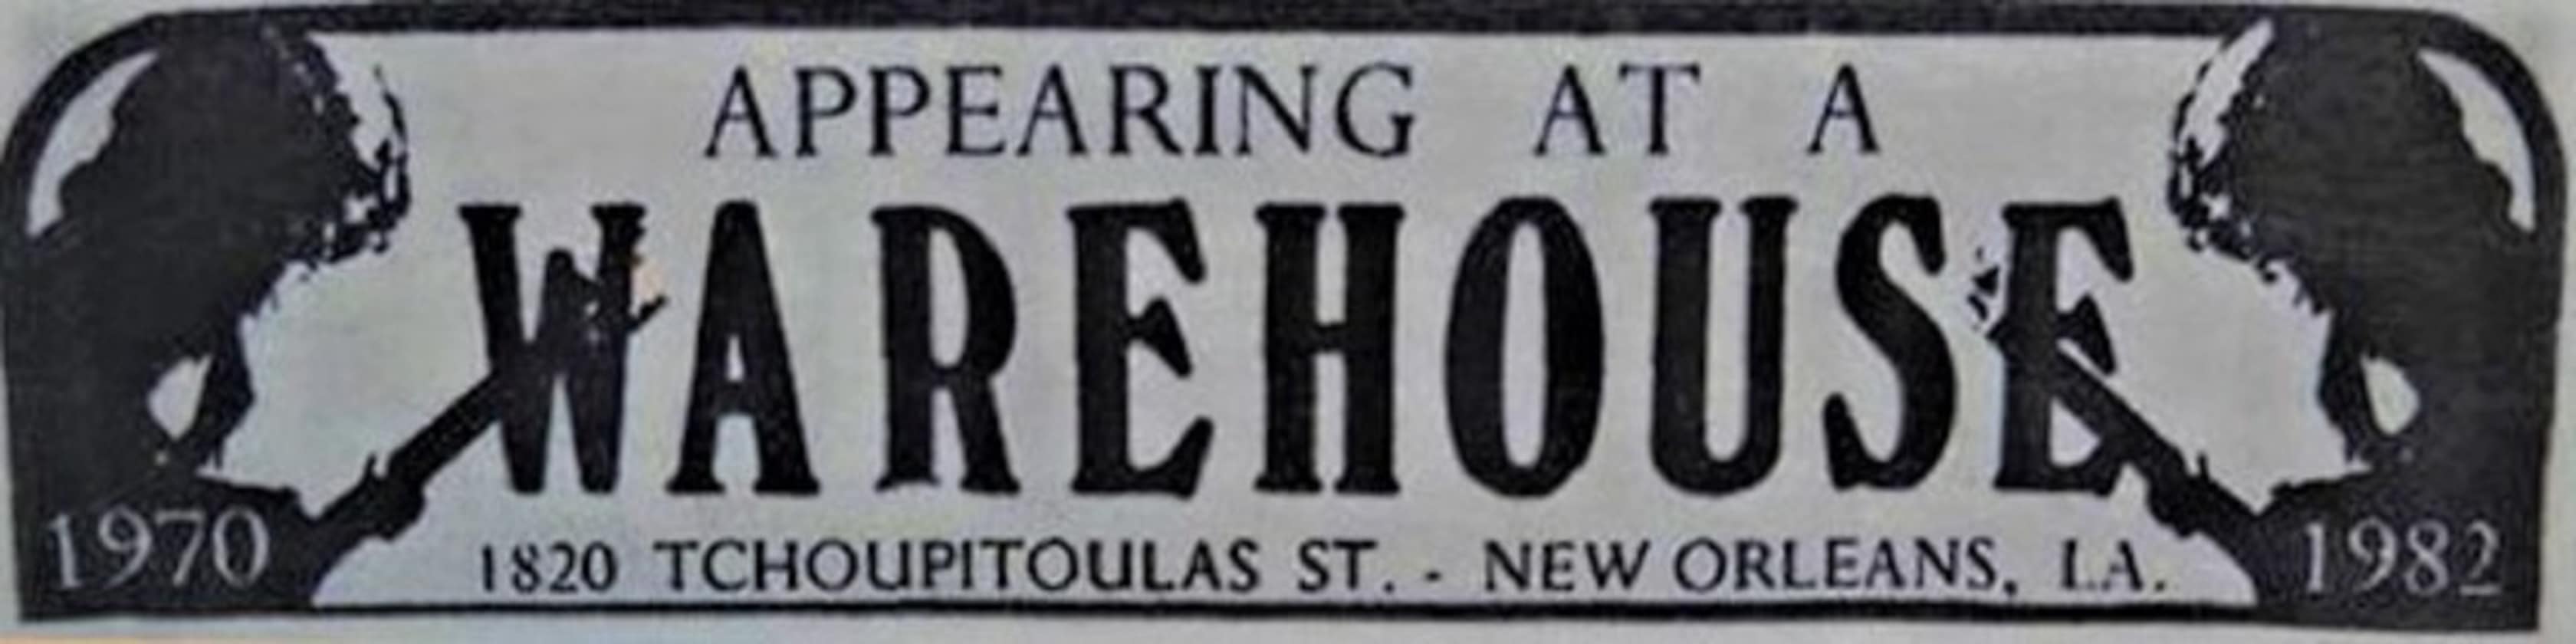 APPEARING AT A
WAREHOUSE
1970
1820 TCHOUPITOULAS ST. - NEW ORLEANS, LA.
1982